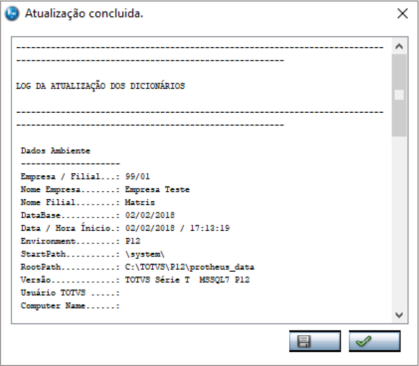 Atualização concluida.
--------------------------------------------------------------------------
------------------------------------------------------
LOG DA ATUALIZAÇÃO DOS DICIONÁRIOS
--------------------------------------------------------------------------
------------------------------------------------------
Dados Ambiente
--------------------
Empresa / Filial...: 99/01
Nome Empresa.......: Empresa Teste
Nome Filial........: Matris
DataBase...........: 02/02/2018
Data / Hora Ínicio.: 02/02/2018 / 17:13:19
Environment........: P12
StartPath..........: \system\
RootPath...........: C:\TOTVS\P12\protheus_data
Versão.............: TOTVS Série T  MSSQL7 P12
Usuário TOTVS .....:
Computer Name......: